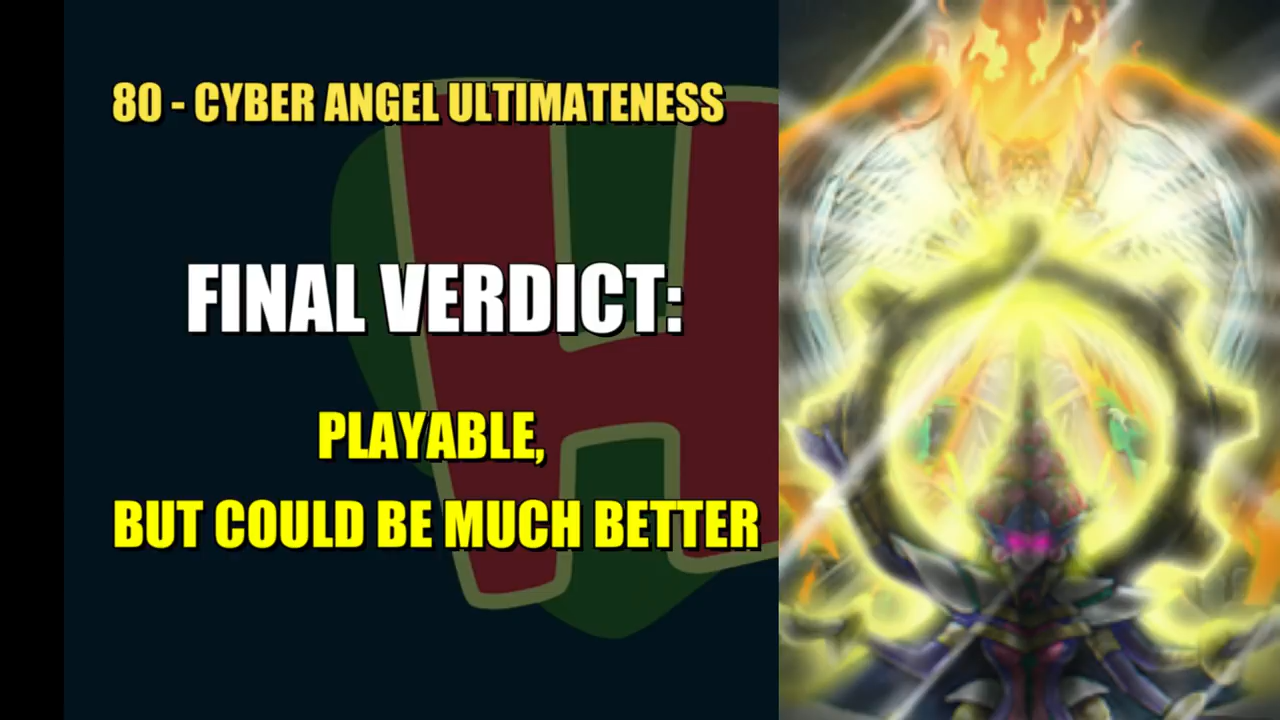 80 - CYBER ANGEL ULTIMATENESS
FINAL VERDICT:
PLAYABLE,
BUT COULD BE MUCH BETTER